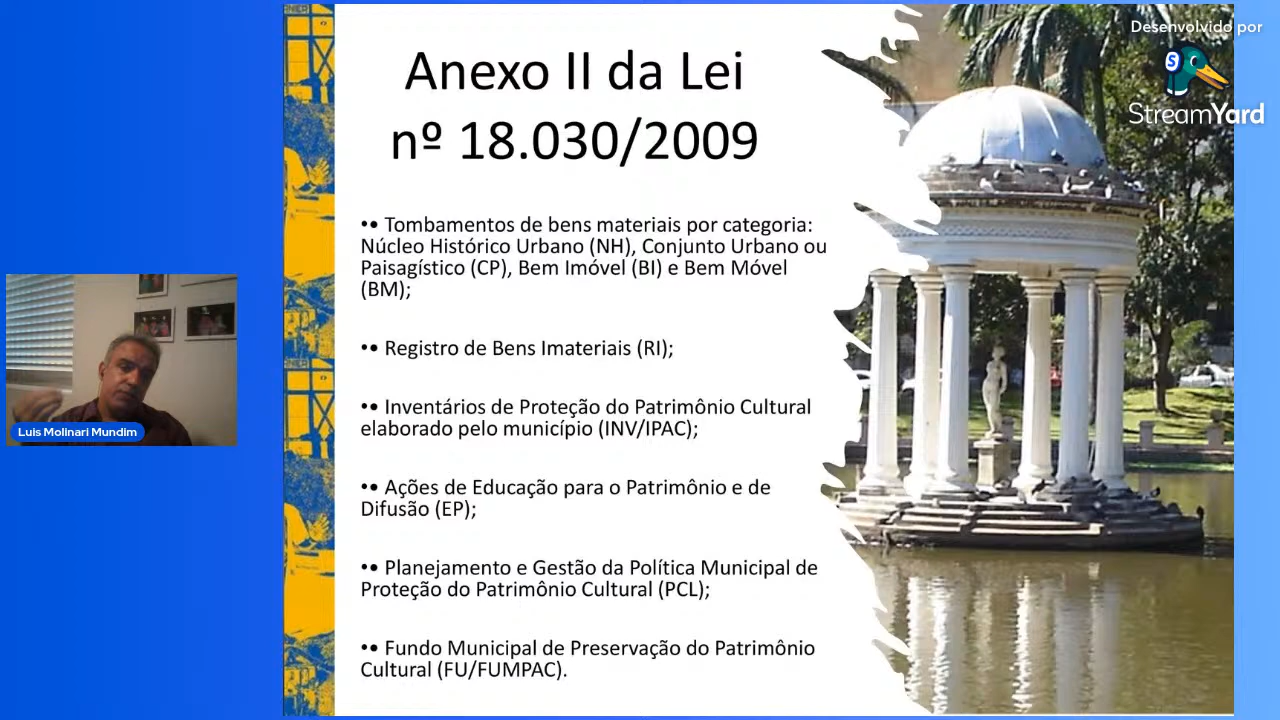 Anexo II da Lei
nº 18.030/2009
•• Tombamentos de bens materiais por categoria:
Núcleo Histórico Urbano (NH), Conjunto Urbano ou
Paisagístico (CP), Bem Imóvel (BI) e Bem Móvel
(BM);
•• Registro de Bens Imateriais (RI);
•• Inventários de Proteção do Patrimônio Cultural
elaborado pelo município (INV/IPAC);
•• Ações de Educação para o Patrimônio e de
Difusão (EP);
•• Planejamento e Gestão da Política Municipal de
Proteção do Patrimônio Cultural (PCL);
•• Fundo Municipal de Preservação do Patrimônio
Cultural (FU/FUMPAC).
Luis Molinari Mundim
Desenvolvido por
S
StreamYard